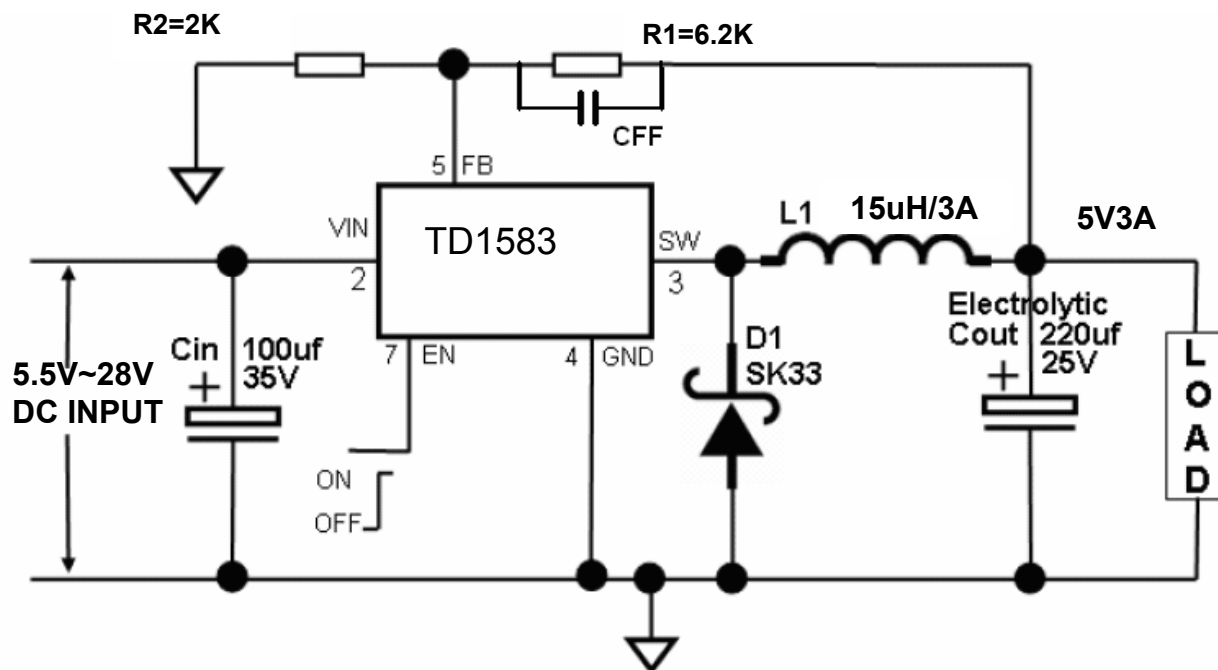 R2=2K
R1=6.2K
CFF
5 FB
VIN
TD1583
SW
2
3
L1
15uH/3A
5V3A
Cin
100uf
35V
+
7 EN
4 GND
D1
SK33
Electrolytic
Cout 220uf
25V
+
5.5V~28V
DC INPUT
ON
OFF
LOAD